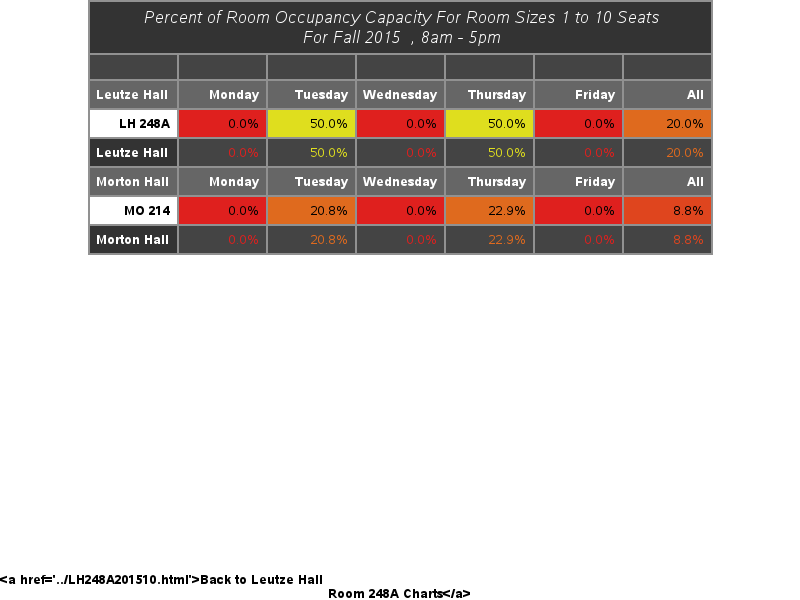 Percent of Room Occupancy Capacity For Room Sizes 1 to 10 Seats
For Fall 2015 , 8am - 5pm
Leutze Hall Monday Tuesday Wednesday Thursday Friday All
LH 248A 0.0% 50.0% 0.0% 50.0% 0.0% 20.0%
Leutze Hall 0.0% 50.0% 0.0% 50.0% 0.0% 20.0%
Morton Hall Monday Tuesday Wednesday Thursday Friday All
MO 214 0.0% 20.8% 0.0% 22.9% 0.0% 8.8%
Morton Hall 0.0% 20.8% 0.0% 22.9% 0.0% 8.8%
<a href='../LH248A201510.html'>Back to Leutze Hall
Room 248A Charts</a>